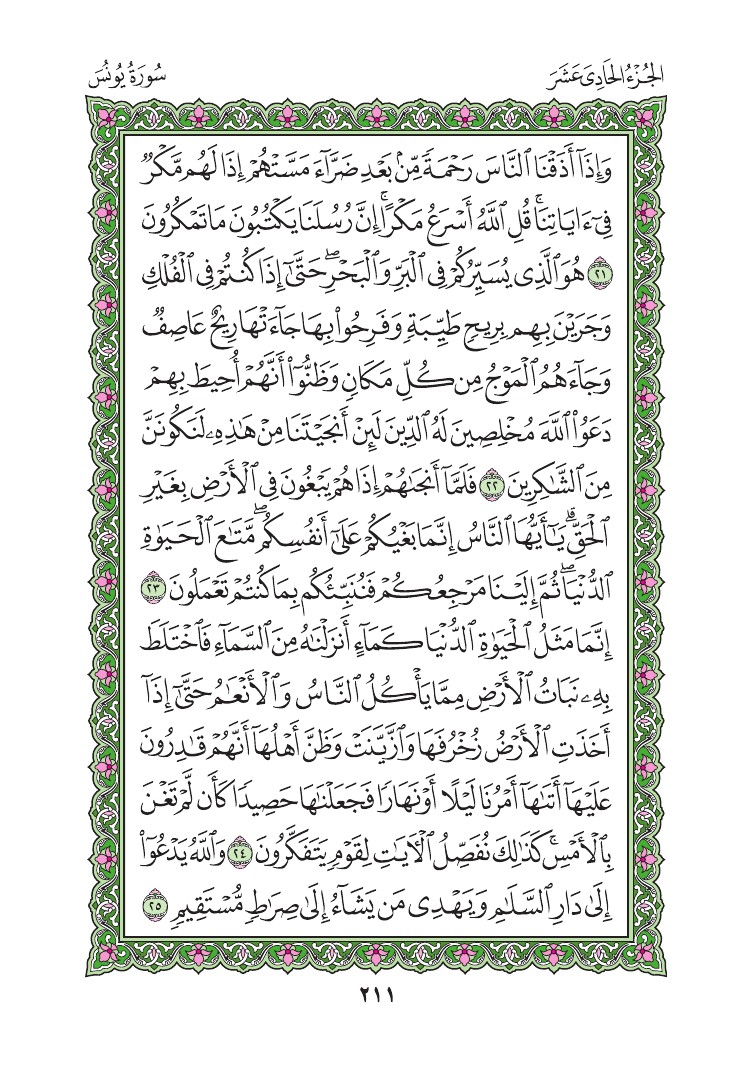 الجُزْءُ الحَادِى عَشَرَ
سُورَةُ يُونُسَ
وَإِذَآ أَذَقْنَا ٱلنَّاسَ رَحْمَةً مِّنۢ بَعْدِ ضَرَّآءَ مَسَّتْهُمْ إِذَا لَهُم مَّكْرٌ
فِىٓ ءَايَاتِنَاۚ قُلِ ٱللَّهُ أَسْرَعُ مَكْرًاۚ إِنَّ رُسُلَنَا يَكْتُبُونَ مَا تَمْكُرُونَ
٢١ هُوَ ٱلَّذِى يُسَيِّرُكُمْ فِى ٱلْبَرِّ وَٱلْبَحْرِۖ حَتَّىٰٓ إِذَا كُنتُمْ فِى ٱلْفُلْكِ
وَجَرَيْنَ بِهِم بِرِيحٍ طَيِّبَةٍ وَفَرِحُوا۟ بِهَا جَآءَتْهَا رِيحٌ عَاصِفٌ
وَجَآءَهُمُ ٱلْمَوْجُ مِن كُلِّ مَكَانٍ وَظَنُّوٓا۟ أَنَّهُمْ أُحِيطَ بِهِمْ
دَعَوُا۟ ٱللَّهَ مُخْلِصِينَ لَهُ ٱلدِّينَ لَئِنْ أَنجَيْتَنَا مِنْ هَٰذِهِۦ لَنَكُونَنَّ
مِنَ ٱلشَّٰكِرِينَ ٢٢ فَلَمَّآ أَنجَىٰهُمْ إِذَا هُمْ يَبْغُونَ فِى ٱلْأَرْضِ بِغَيْرِ
ٱلْحَقِّۗ يَٰٓأَيُّهَا ٱلنَّاسُ إِنَّمَا بَغْيُكُمْ عَلَىٰٓ أَنفُسِكُمۖ مَّتَٰعَ ٱلْحَيَوٰةِ
ٱلدُّنْيَاۖ ثُمَّ إِلَيْنَا مَرْجِعُكُمْ فَنُنَبِّئُكُم بِمَا كُنتُمْ تَعْمَلُونَ ٢٣
إِنَّمَا مَثَلُ ٱلْحَيَوٰةِ ٱلدُّنْيَا كَمَآءٍ أَنزَلْنَٰهُ مِنَ ٱلسَّمَآءِ فَٱخْتَلَطَ
بِهِۦ نَبَاتُ ٱلْأَرْضِ مِمَّا يَأْكُلُ ٱلنَّاسُ وَٱلْأَنْعَٰمُ حَتَّىٰٓ إِذَآ
أَخَذَتِ ٱلْأَرْضُ زُخْرُفَهَا وَٱزَّيَّنَتْ وَظَنَّ أَهْلُهَآ أَنَّهُمْ قَٰدِرُونَ
عَلَيْهَآ أَتَىٰهَآ أَمْرُنَا لَيْلًا أَوْ نَهَارًا فَجَعَلْنَٰهَا حَصِيدًا كَأَن لَّمْ تَغْنَ
بِٱلْأَمْسِۚ كَذَٰلِكَ نُفَصِّلُ ٱلْءَايَٰتِ لِقَوْمٍ يَتَفَكَّرُونَ ٢٤ وَٱللَّهُ يَدْعُوٓا۟
إِلَىٰ دَارِ ٱلسَّلَٰمِ وَيَهْدِى مَن يَشَآءُ إِلَىٰ صِرَٰطٍ مُّسْتَقِيمٍ ٢٥
٢١١